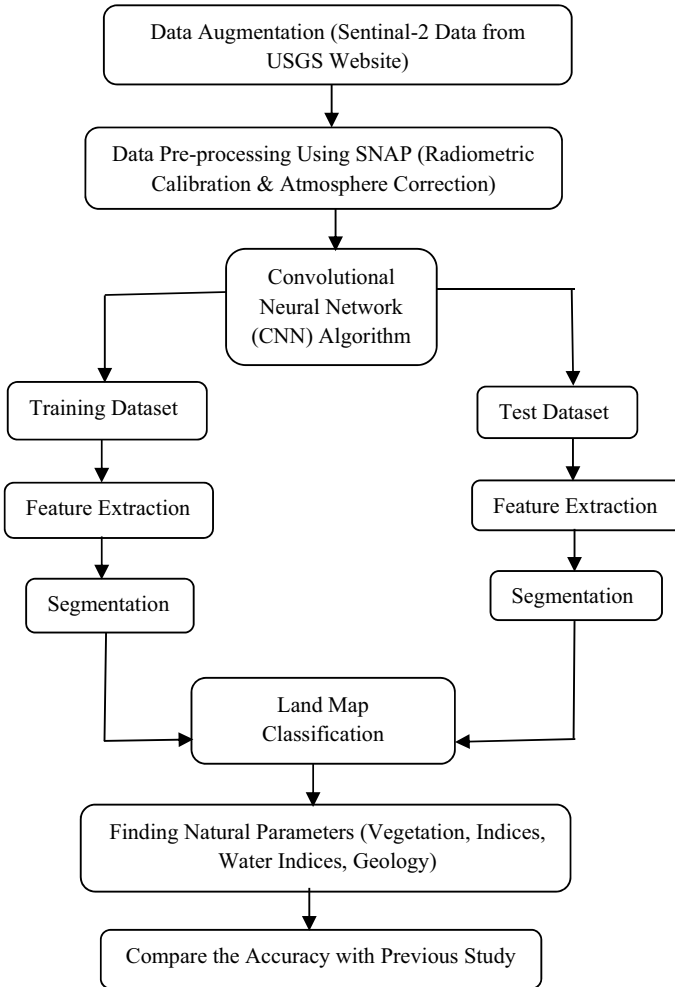 Data Augmentation (Sentinal-2 Data from
USGS Website)
Data Pre-processing Using SNAP (Radiometric
Calibration & Atmosphere Correction)
Convolutional
Neural Network
(CNN) Algorithm
Training Dataset
Test Dataset
Feature Extraction
Feature Extraction
Segmentation
Segmentation
Land Map
Classification
Finding Natural Parameters (Vegetation, Indices,
Water Indices, Geology)
Compare the Accuracy with Previous Study